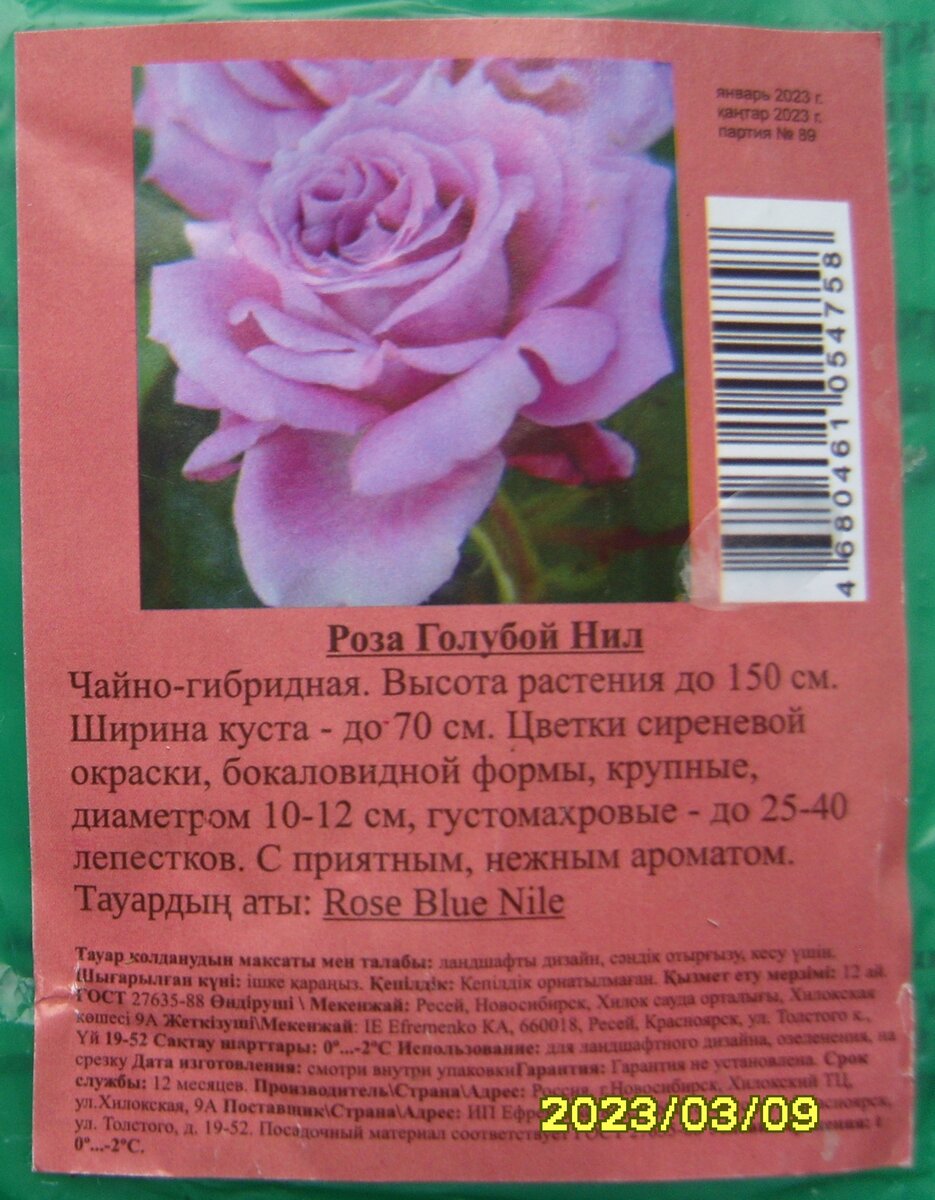 январь 2023 г.
қаңтар 2023 г.
партия № 89
4 680461 054758
Роза Голубой Нил
Чайно-гибридная. Высота растения до 150 см.
Ширина куста - до 70 см. Цветки сиреневой
окраски, бокаловидной формы, крупные,
диаметром 10-12 см, густомахровые - до 25-40
лепестков. С приятным, нежным ароматом.
Тауардың аты: Rose Blue Nile
Тауар қолданудын мақсаты мен талабы: ландшафты дизайн, сәндік отырғызу, кесу үшін.
Шығарылған күні: ішке қараңыз. Кепілдік: Кепілдік орнатылмаған. Қызмет ету мерзімі: 12 ай.
ГОСТ 27635-88 Өндіруші \ Мекенжай: Ресей, Новосибирск, Хилок сауда орталығы, Хилокская
көшесі 9А Жеткізуші\Мекенжай: IE Efremenko KA, 660018, Ресей, Красноярск, ул. Толстого к.,
Үй 19-52 Сақтау шарттары: 0°...-2°С Использование: для ландшафтного дизайна, озеленения, на
срезку Дата изготовления: смотри внутри упаковки Гарантия: Гарантия не установлена. Срок
службы: 12 месяцев. Производитель\Страна\Адрес: Россия, г.Новосибирск, Хилокский ТЦ,
ул.Хилокская, 9А Поставщик\Страна\Адрес: ИП
ул. Толстого, д. 19-52. Посадочный материал соответствует ГОСТ
0°...-2°С.
2023/03/09